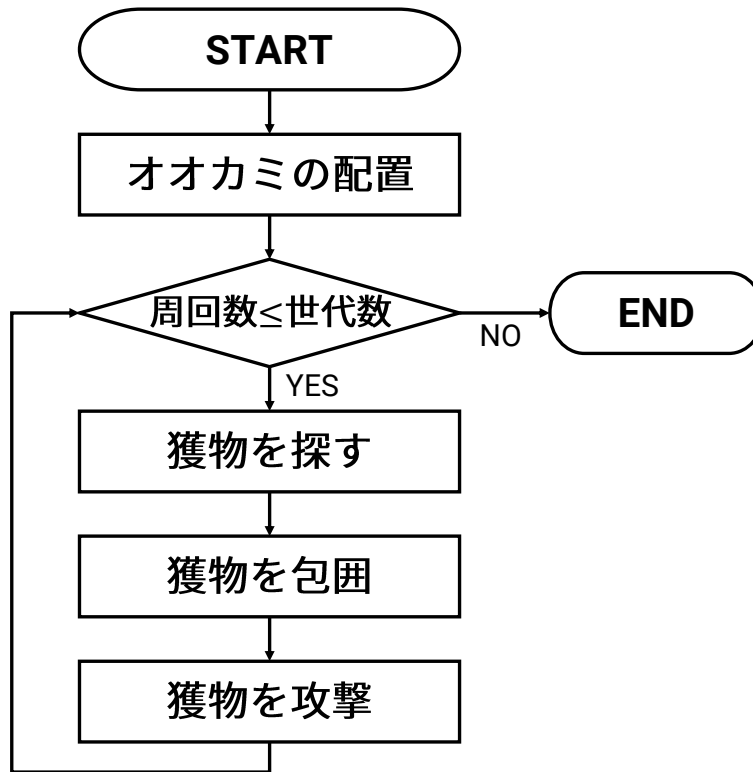 START
オオカミの配置
周回数≤世代数
NO
END
YES
獲物を探す
獲物を包囲
獲物を攻撃